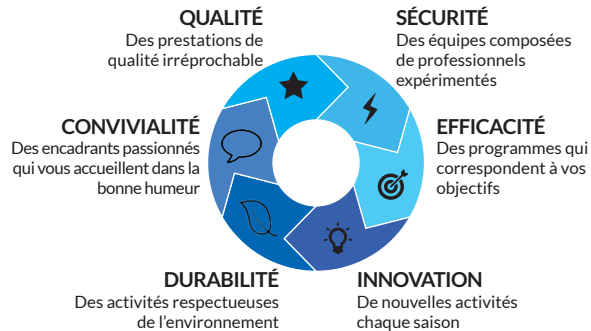 QUALITÉ
Des prestations de
qualité irréprochable
SÉCURITÉ
Des équipes composées
de professionnels
expérimentés
CONVIVIALITÉ
Des encadrants passionnés
qui vous accueillent dans la
bonne humeur
EFFICACITÉ
Des programmes qui
correspondent à vos
objectifs
DURABILITÉ
Des activités respectueuses
de l'environnement
INNOVATION
De nouvelles activités
chaque saison